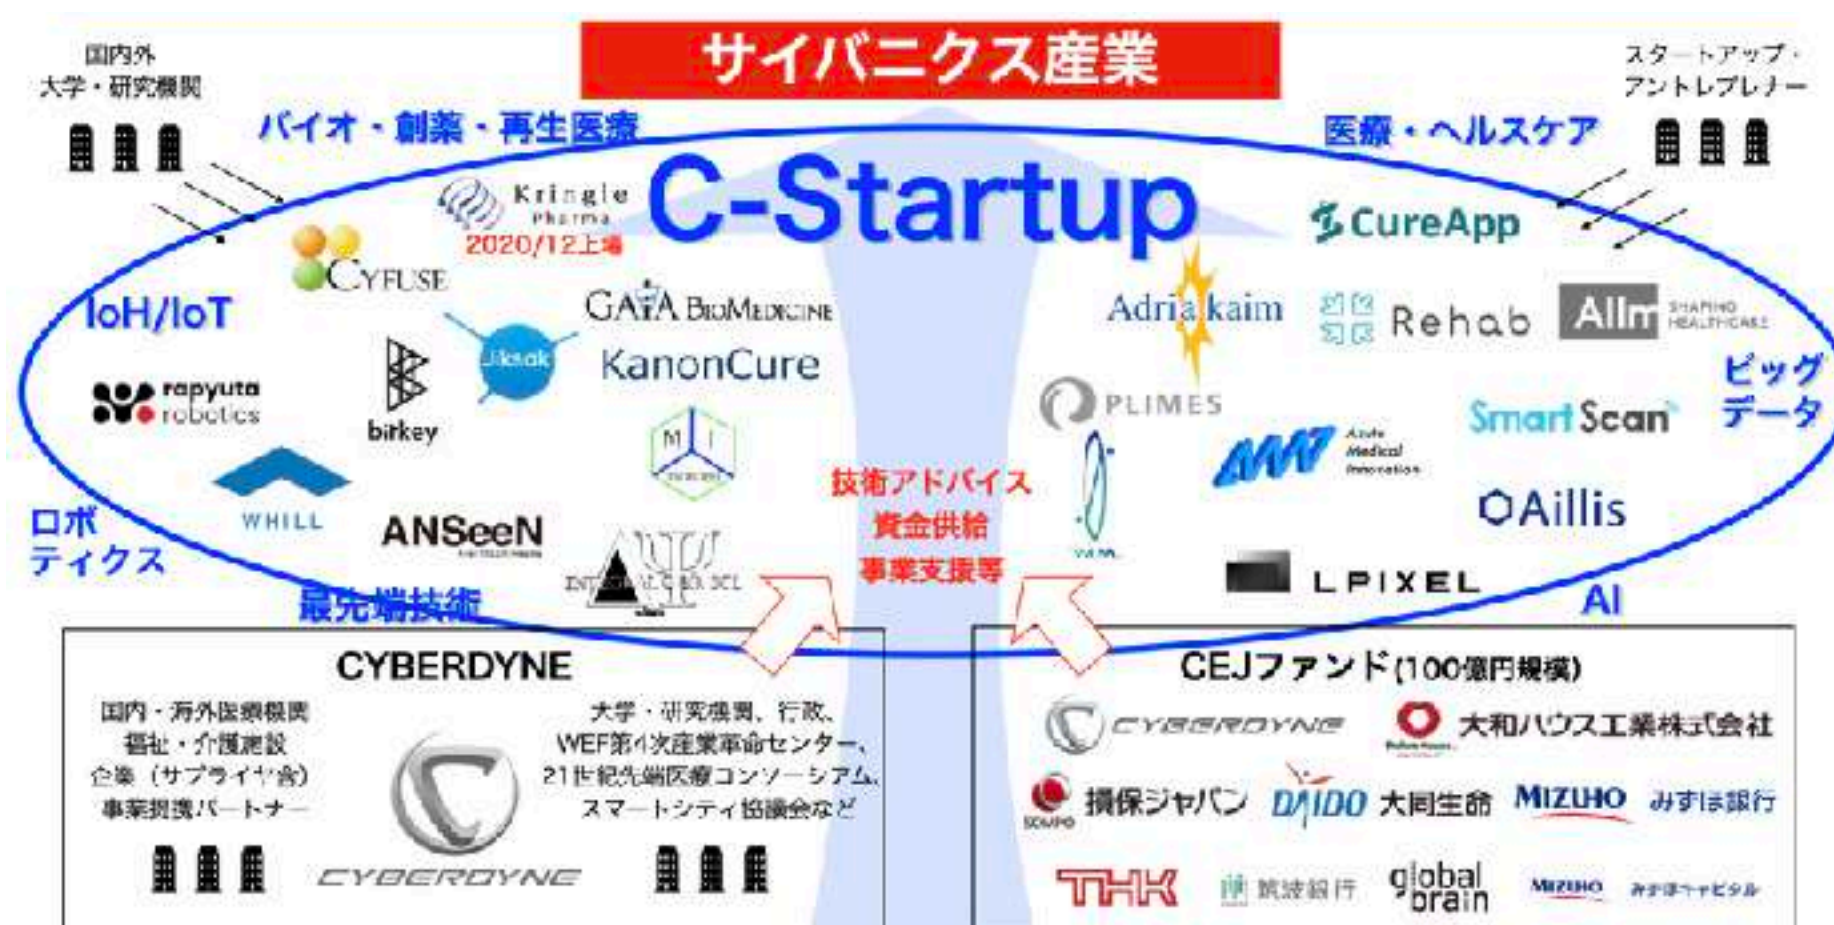 サイバニクス産業
国内外
大学・研究機関
スタートアップ・
アントレプレナー
バイオ・創薬・再生医療
医療・ヘルスケア
C-Startup
Kringle
Pharma
2020/12上場
CureApp
CYFUSE
IoH/IoT
GAIA BIOMEDICINE
Adriakaim
Rehab
Allm
SHAPING
HEALTHCARE
Jiksak
KanonCure
rapyuta
robotics
bitkey
PLIMES
ビッグ
データ
SmartScan
M I
Acute
Medical
Innovation
AMI
技術アドバイス
資金供給
事業支援等
WHILL
ANSeeN
ロボ
ティクス
Aillis
LPIXEL
最先端技術
AI
CYBERDYNE
国内・海外医療機関
福祉・介護施設
企業（サプライヤ含）
事業提携パートナー
大学・研究機関、行政、
WEF第4次産業革命センター、
21世紀先端医療コンソーシアム、
スマートシティ協議会など
CYBERDYNE
CEJファンド(100億円規模)
CYBERDYNE
大和ハウス工業株式会社
SOMPO 損保ジャパン
DAIDO 大同生命
MIZUHO みずほ銀行
THK
筑波銀行
global
brain
MIZUHO みずほキャピタル